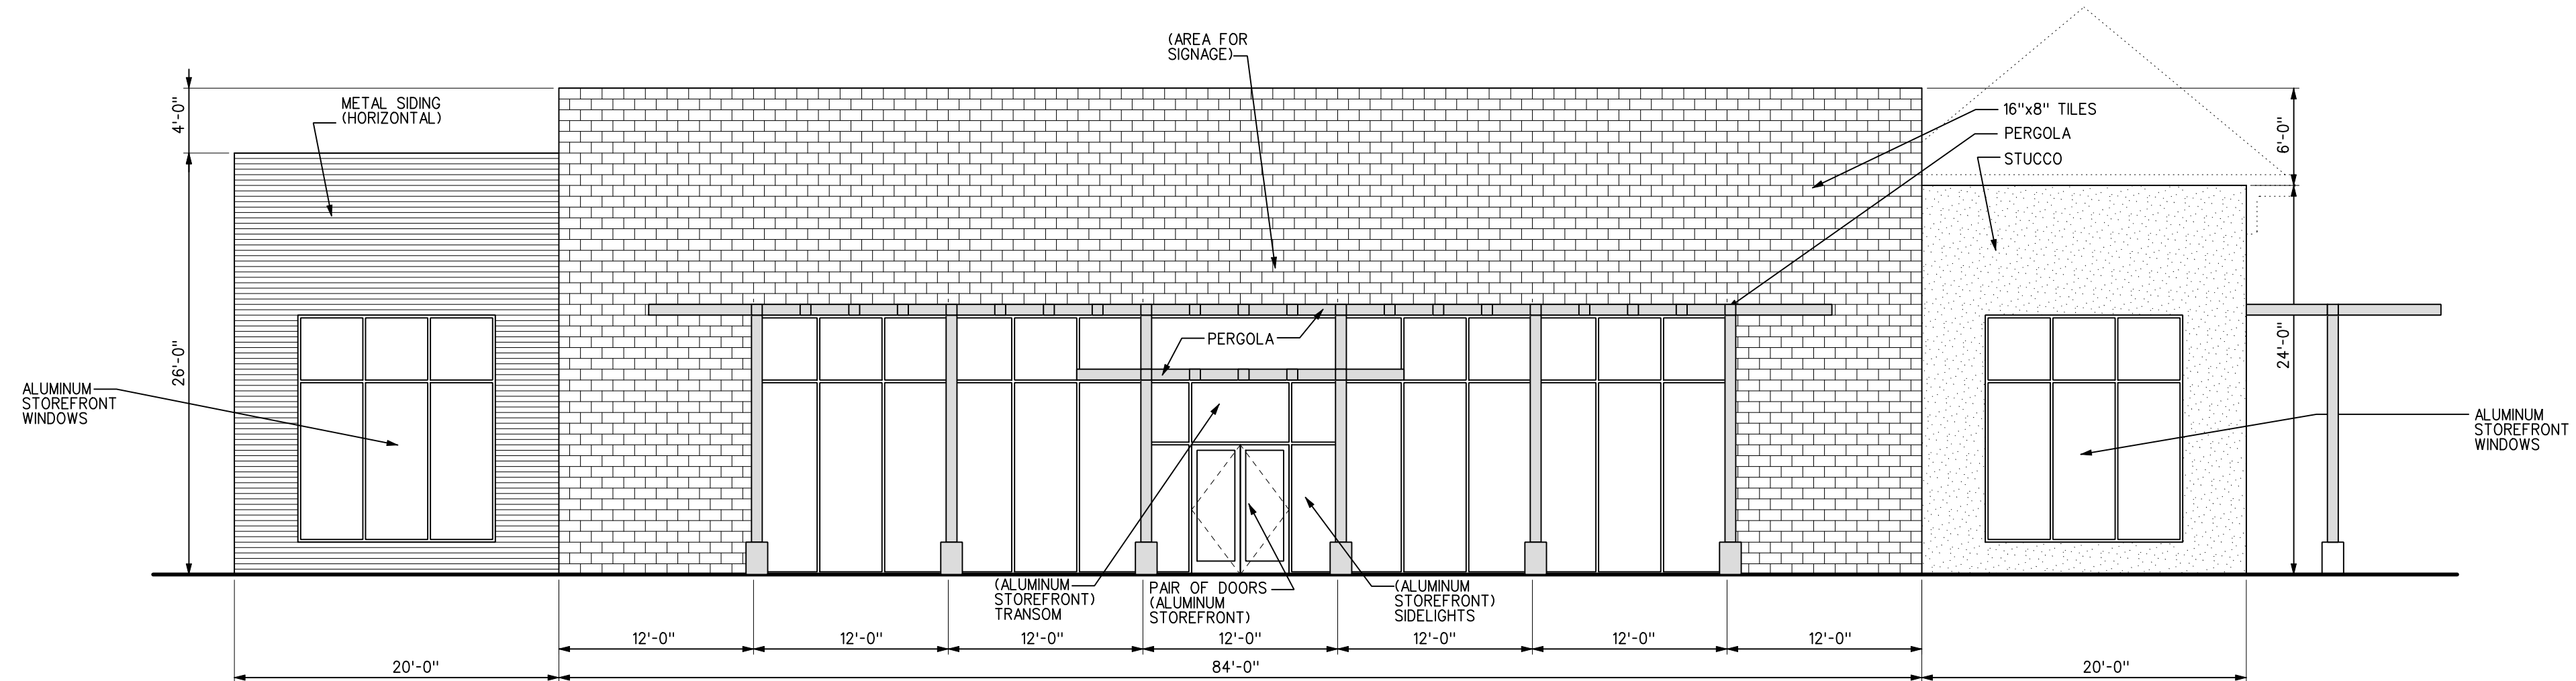 (AREA FOR
SIGNAGE)
METAL SIDING
(HORIZONTAL)
4'-0"
16"x8" TILES
PERGOLA
STUCCO
6'-0"
26'-0"
PERGOLA
24'-0"
ALUMINUM
STOREFRONT
WINDOWS
ALUMINUM
STOREFRONT
WINDOWS
(ALUMINUM
STOREFRONT)
TRANSOM
PAIR OF DOORS
(ALUMINUM
STOREFRONT)
(ALUMINUM
STOREFRONT)
SIDELIGHTS
12'-0" 12'-0" 12'-0" 12'-0" 12'-0" 12'-0" 12'-0"
20'-0" 84'-0" 20'-0"